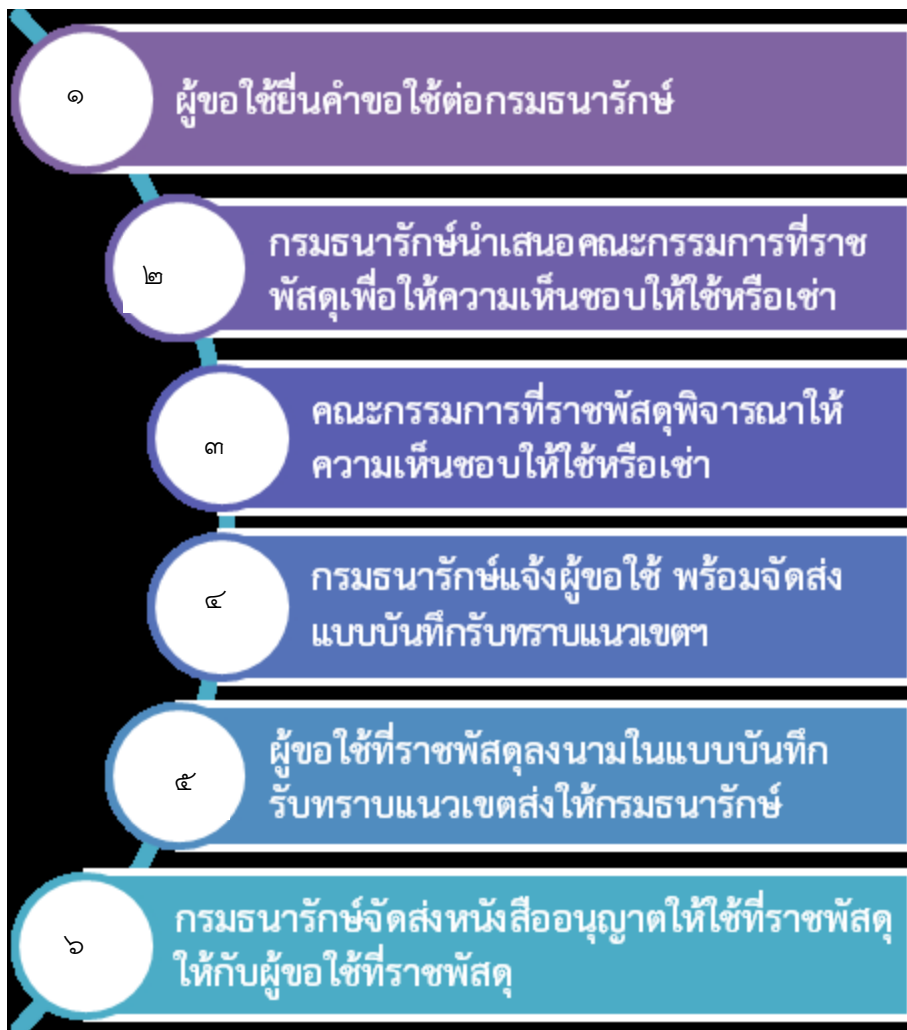 ๑
ผู้ขอใช้ยื่นคำขอใช้ต่อกรมธนารักษ์
๒
กรมธนารักษ์นำเสนอคณะกรรมการที่ราช
พัสดุเพื่อให้ความเห็นชอบให้ใช้หรือเช่า
๓
คณะกรรมการที่ราชพัสดุพิจารณาให้
ความเห็นชอบให้ใช้หรือเช่า
๔
กรมธนารักษ์แจ้งผู้ขอใช้ พร้อมจัดส่ง
แบบบันทึกรับทราบแนวเขตฯ
๕
ผู้ขอใช้ที่ราชพัสดุลงนามในแบบบันทึก
รับทราบแนวเขตส่งให้กรมธนารักษ์
๖
กรมธนารักษ์จัดส่งหนังสืออนุญาตให้ใช้ที่ราชพัสดุ
ให้กับผู้ขอใช้ที่ราชพัสดุ